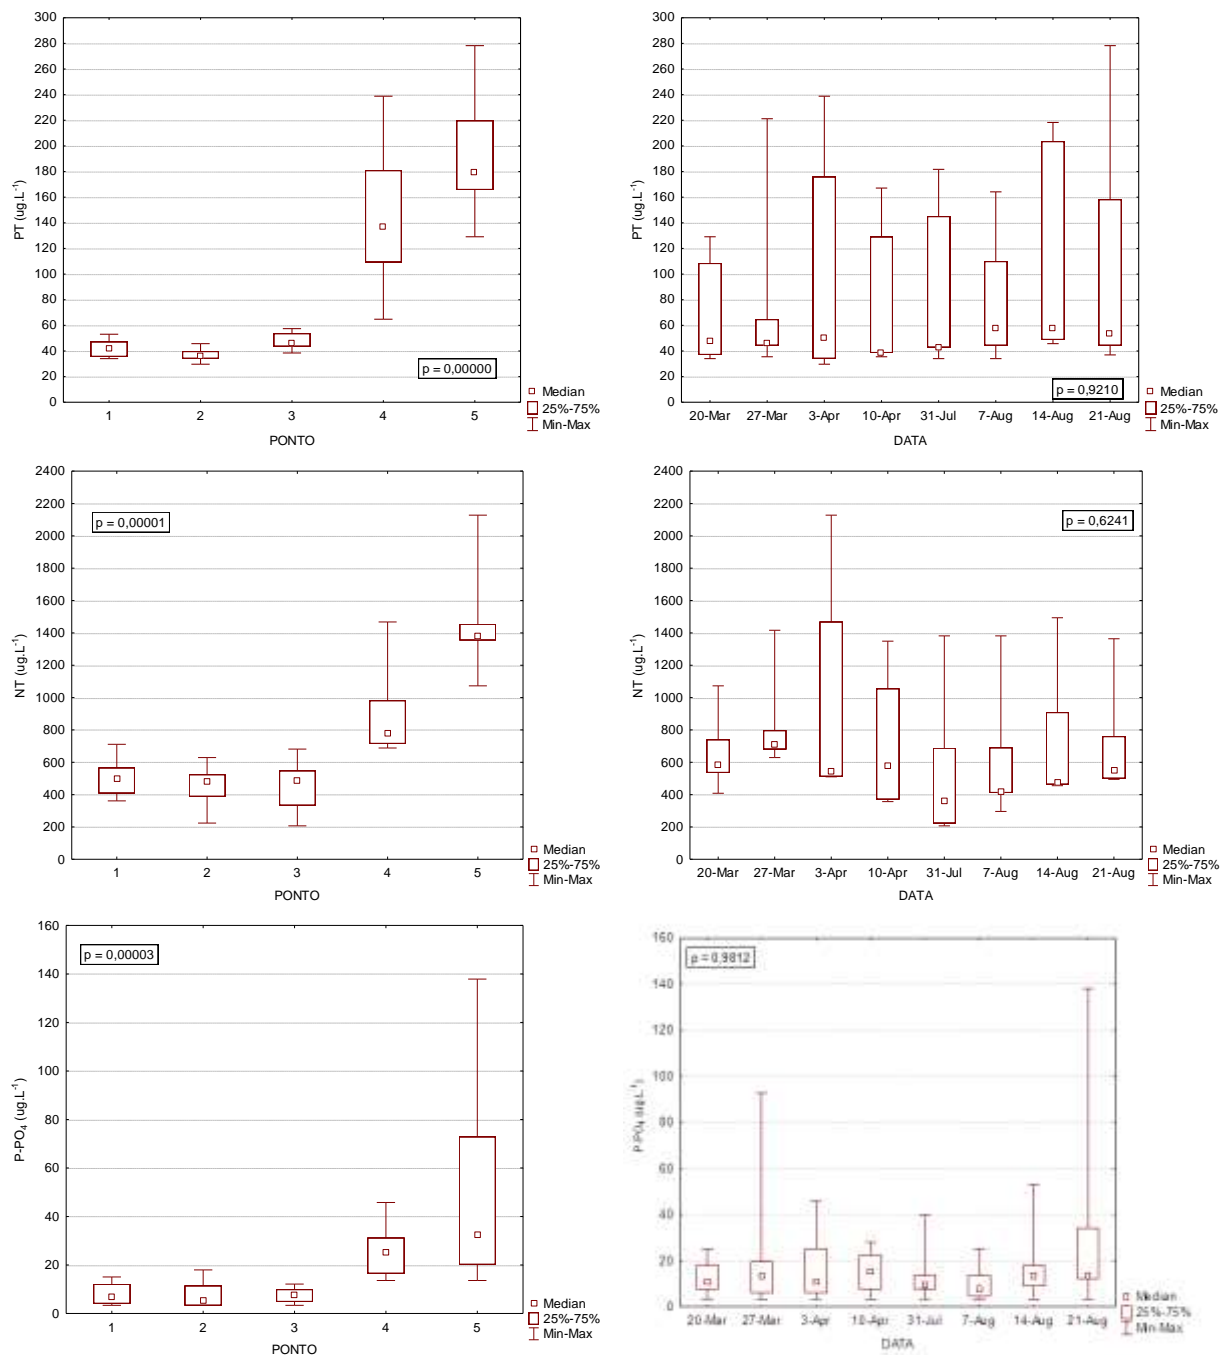 300
280
260
240
220
200
180
160
140
120
100
80
60
40
20
0
PT (ug.L⁻¹)
1 2 3 4 5
PONTO
p = 0,00000
Median
25%-75%
Min-Max
300
280
260
240
220
200
180
160
140
120
100
80
60
40
20
0
PT (ug.L⁻¹)
20-Mar 27-Mar 3-Apr 10-Apr 31-Jul 7-Aug 14-Aug 21-Aug
DATA
p = 0,9210
Median
25%-75%
Min-Max
2400
2200
2000
1800
1600
1400
1200
1000
800
600
400
200
0
NT (ug.L⁻¹)
1 2 3 4 5
PONTO
p = 0,00001
Median
25%-75%
Min-Max
2400
2200
2000
1800
1600
1400
1200
1000
800
600
400
200
0
NT (ug.L⁻¹)
20-Mar 27-Mar 3-Apr 10-Apr 31-Jul 7-Aug 14-Aug 21-Aug
DATA
p = 0,6241
Median
25%-75%
Min-Max
160
140
120
100
80
60
40
20
0
P-PO₄ (ug.L⁻¹)
1 2 3 4 5
PONTO
p = 0,00003
Median
25%-75%
Min-Max
160
140
120
100
80
60
40
20
0
P-PO₄ (ug.L⁻¹)
20-Mar 27-Mar 3-Apr 10-Apr 31-Jul 7-Aug 14-Aug 21-Aug
DATA
p = 0,9812
Median
25%-75%
Min-Max